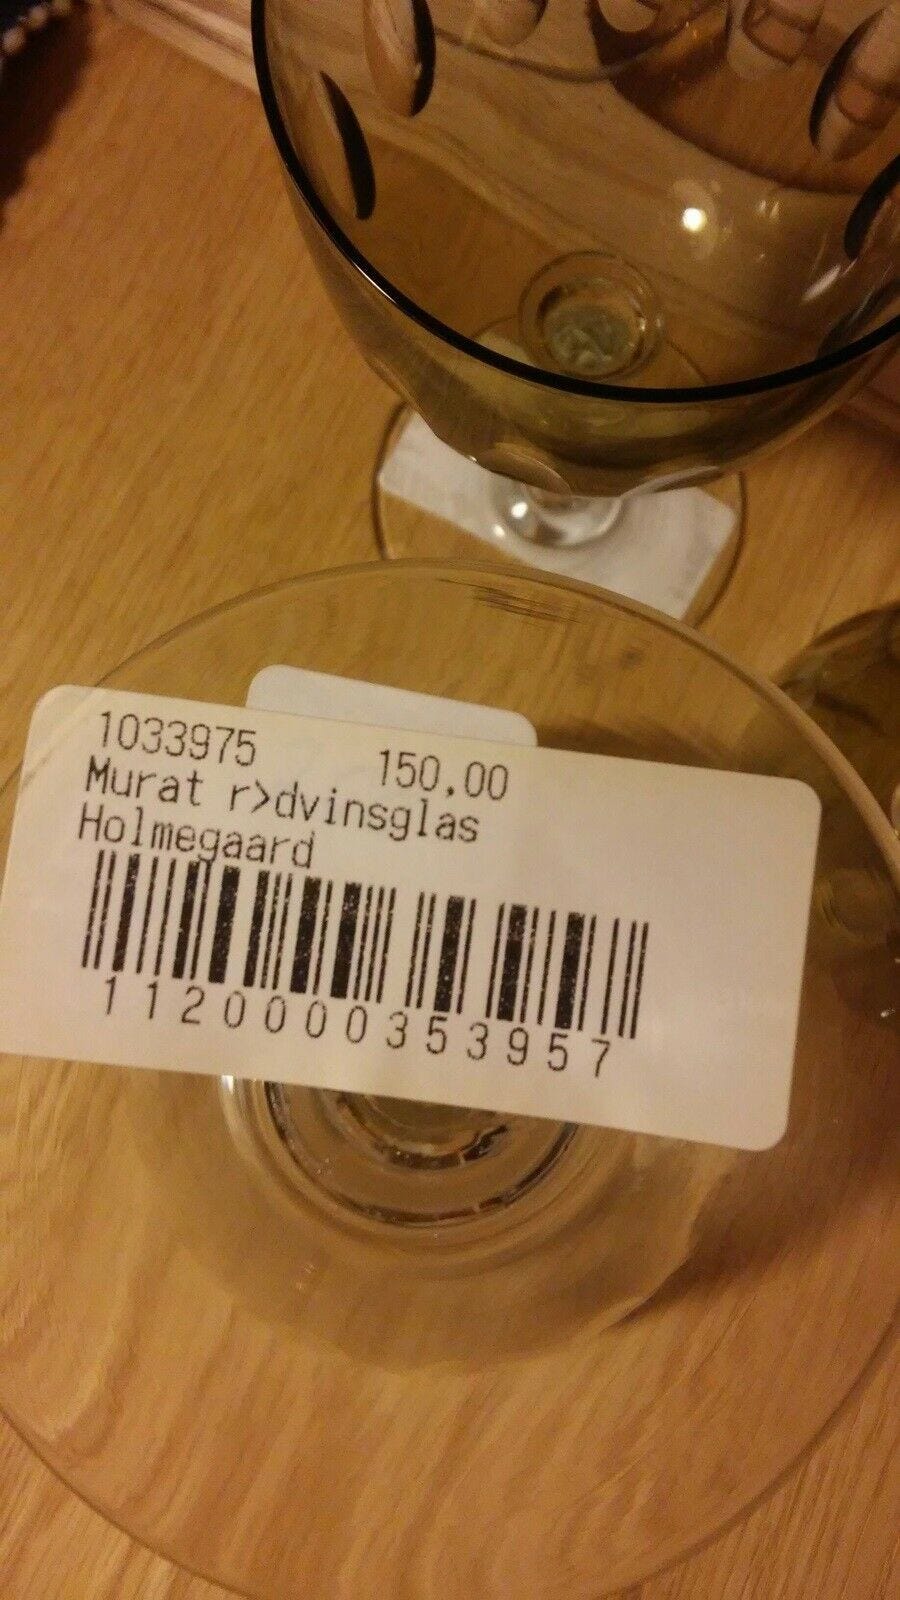 1033975 150,00
Murat r>dvinsglas
Holmegaard
1120000353957